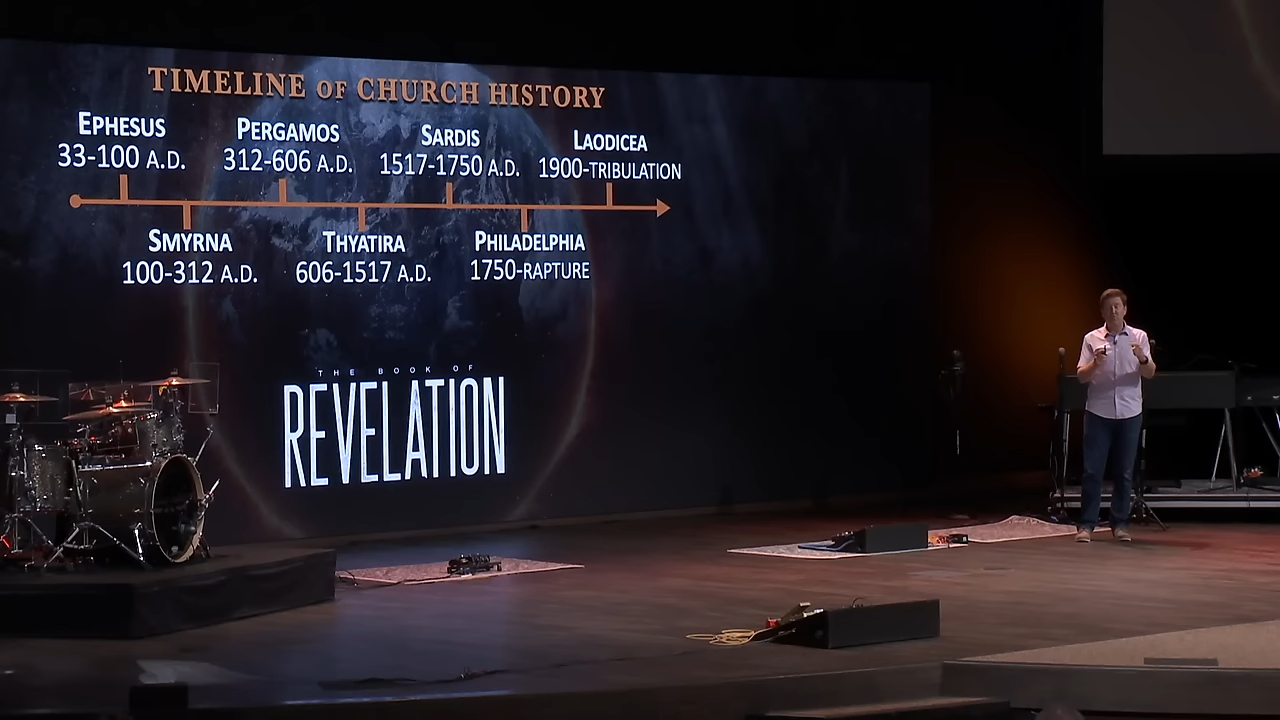 TIMELINE OF CHURCH HISTORY
EPHESUS
33-100 A.D.
PERGAMOS
312-606 A.D.
SARDIS
1517-1750 A.D.
LAODICEA
1900-TRIBULATION
SMYRNA
100-312 A.D.
THYATIRA
606-1517 A.D.
PHILADELPHIA
1750-RAPTURE
THE BOOK OF
REVELATION